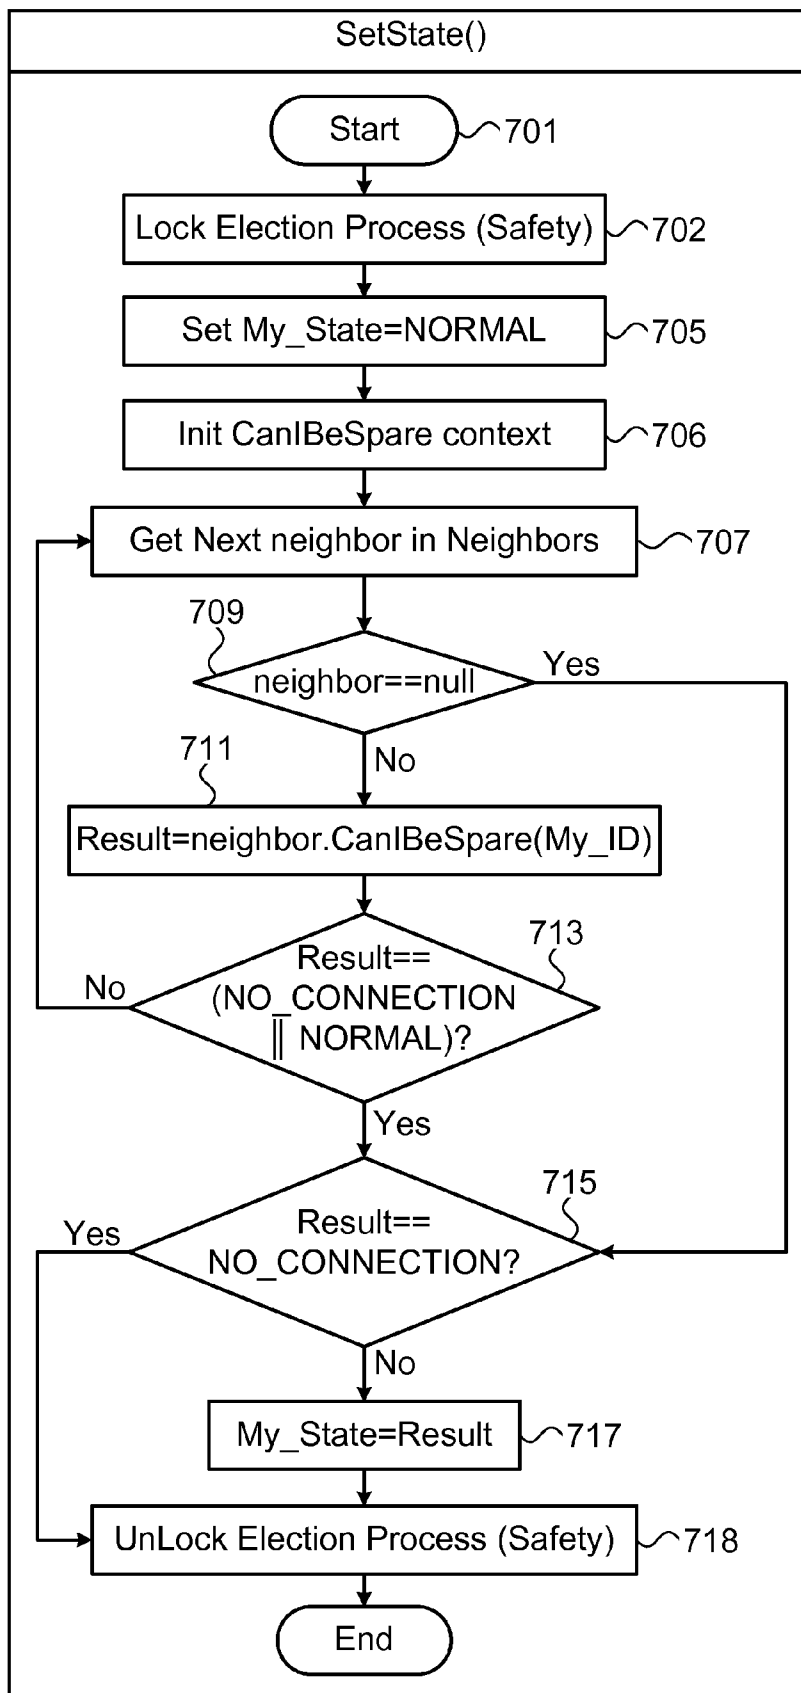 SetState()
Start
701
Lock Election Process (Safety)
702
Set My_State=NORMAL
705
Init CanIBeSpare context
706
Get Next neighbor in Neighbors
707
709
neighbor==null
Yes
No
711
Result=neighbor.CanIBeSpare(My_ID)
713
Result==
(NO_CONNECTION
|| NORMAL)?
No
Yes
715
Result==
NO_CONNECTION?
Yes
No
My_State=Result
717
UnLock Election Process (Safety)
718
End